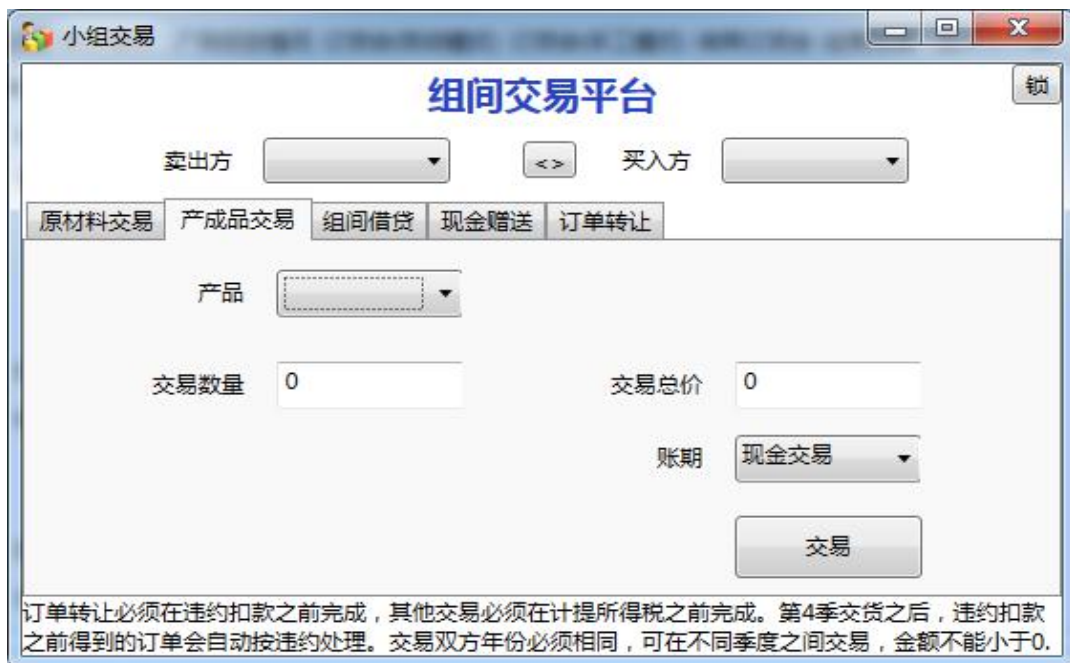 小组交易
组间交易平台
锁
卖出方
<>
买入方
原材料交易 产成品交易 组间借贷 现金赠送 订单转让
产品
交易数量 0 交易总价 0
账期 现金交易
交易
订单转让必须在违约扣款之前完成，其他交易必须在计提所得税之前完成。第4季交货之后，违约扣款
之前得到的订单会自动按违约处理。交易双方年份必须相同，可在不同季度之间交易，金额不能小于0.